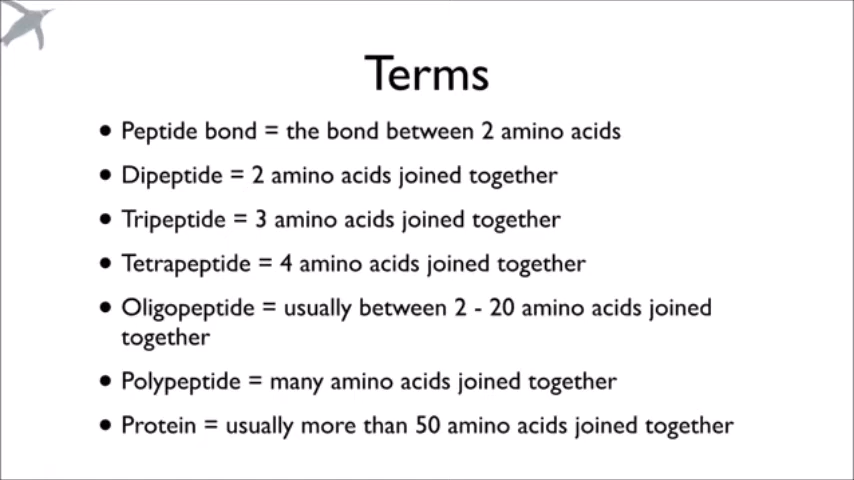 Terms
• Peptide bond = the bond between 2 amino acids
• Dipeptide = 2 amino acids joined together
• Tripeptide = 3 amino acids joined together
• Tetrapeptide = 4 amino acids joined together
• Oligopeptide = usually between 2 - 20 amino acids joined
together
• Polypeptide = many amino acids joined together
• Protein = usually more than 50 amino acids joined together